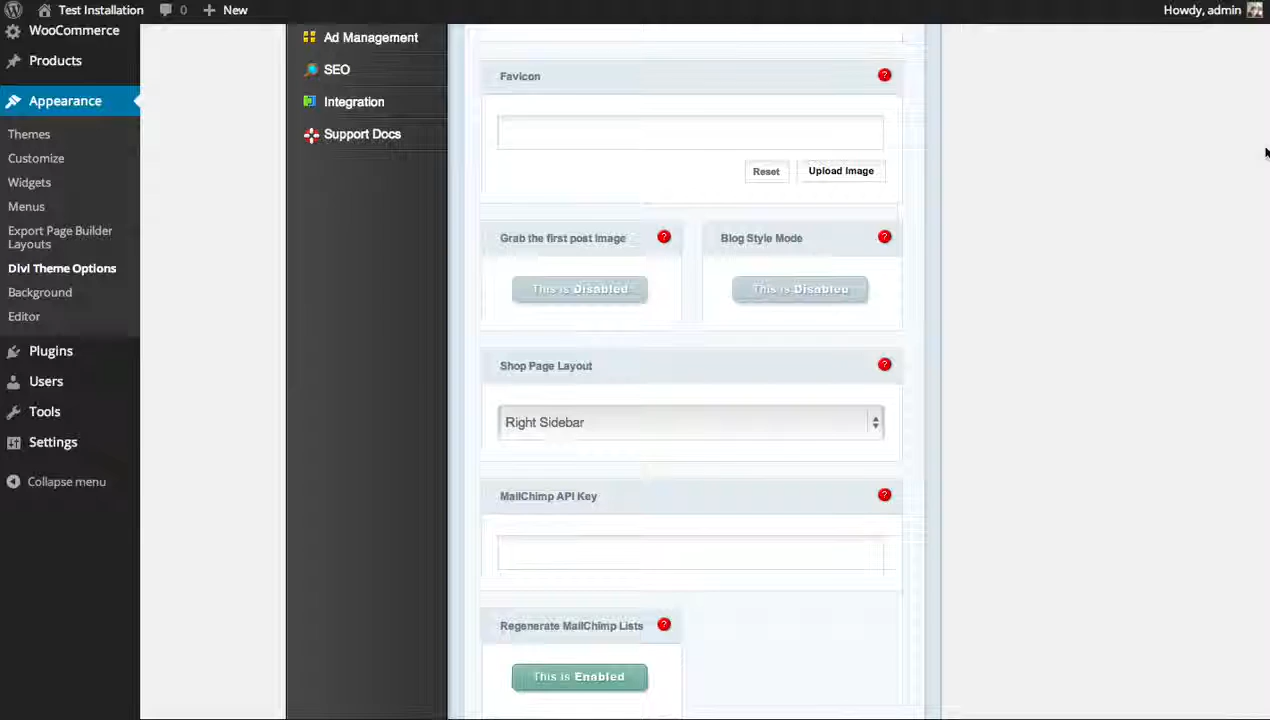 Test Installation
0
New
Howdy, admin
WooCommerce
Products
Appearance
Themes
Customize
Widgets
Menus
Export Page Builder
Layouts
Divi Theme Options
Background
Editor
Plugins
Users
Tools
Settings
Collapse menu
Ad Management
SEO
Integration
Support Docs
Favicon
?
Reset
Upload Image
Grab the first post image
?
Blog Style Mode
?
This is Disabled
This is Disabled
Shop Page Layout
?
Right Sidebar
MailChimp API Key
?
Regenerate MailChimp Lists
?
This is Enabled